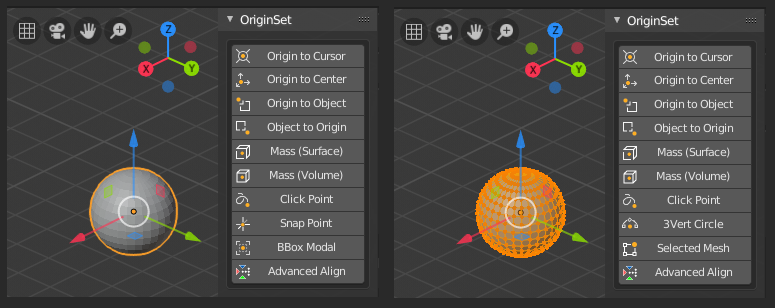 OriginSet
Z
Y
X
Origin to Cursor
Origin to Center
Origin to Object
Object to Origin
Mass (Surface)
Mass (Volume)
Click Point
Snap Point
BBox Modal
Advanced Align
OriginSet
Z
Y
X
Origin to Cursor
Origin to Center
Origin to Object
Object to Origin
Mass (Surface)
Mass (Volume)
Click Point
3Vert Circle
Selected Mesh
Advanced Align